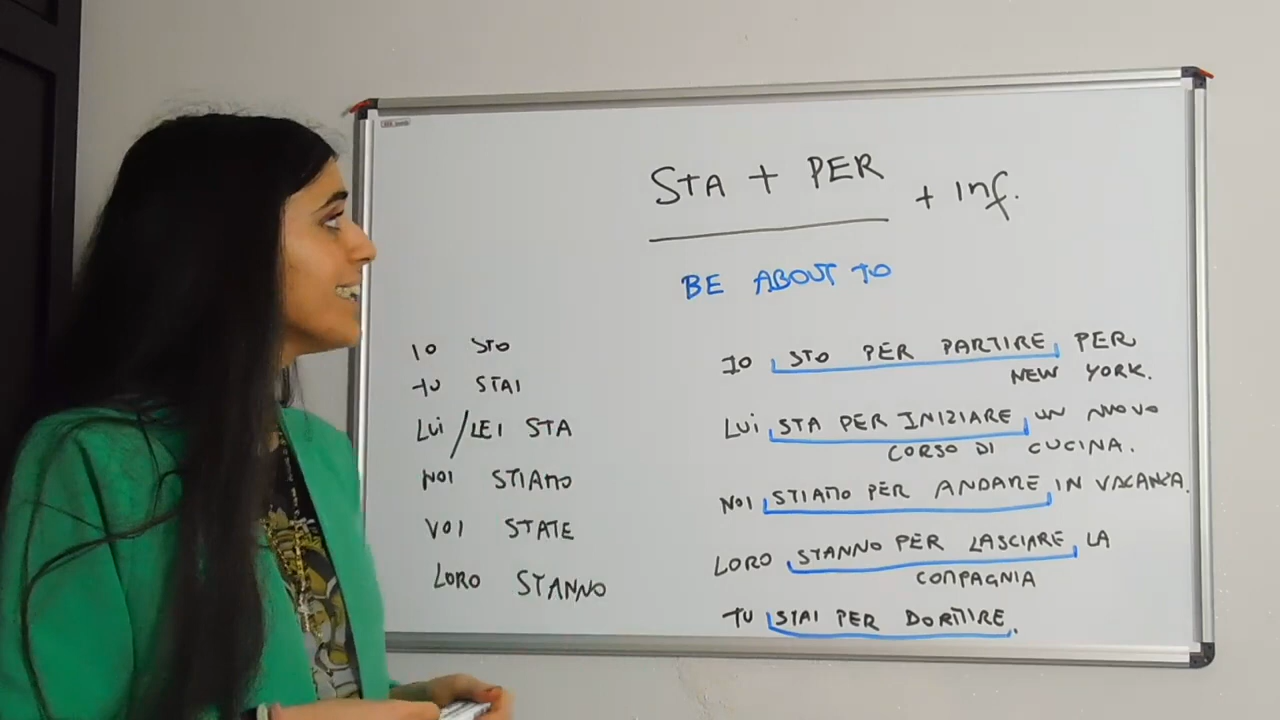 STA + PER + Inf.
BE ABOUT TO
IO STO
TU STAI
LUI/LEI STA
NOI STIAMO
VOI STATE
LORO STANNO
IO STO PER PARTIRE PER
NEW YORK.
LUI STA PER INIZIARE UN NUOVO
CORSO DI CUCINA.
NOI STIAMO PER ANDARE IN VACANZA.
LORO STANNO PER LASCIARE LA
COMPAGNIA
TU STAI PER DORMIRE.